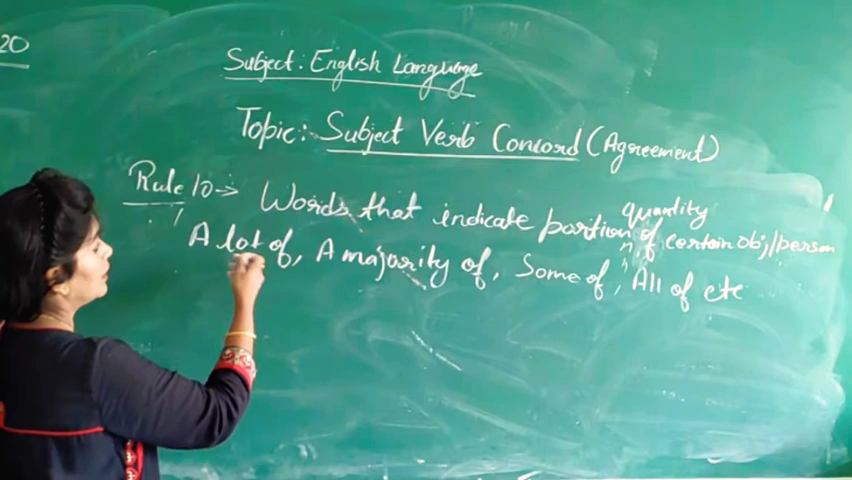 20
Subject: English Language
Topic: Subject Verb Concord (Agreement)
Rule 10 → Words that indicate portion, quantity of certain obj/person
A lot of, A majority of, Some of, All of etc